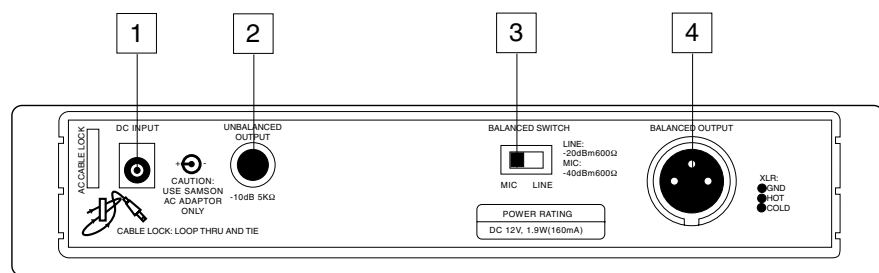 1
2
3
4
AC CABLE LOCK
DC INPUT
+ -
CAUTION:
USE SAMSON
AC ADAPTOR
ONLY
CABLE LOCK: LOOP THRU AND TIE
UNBALANCED
OUTPUT
-10dB 5KΩ
BALANCED SWITCH
LINE:
-20dBm600Ω
MIC:
-40dBm600Ω
MIC LINE
POWER RATING
DC 12V, 1.9W(160mA)
BALANCED OUTPUT
XLR:
GND
HOT
COLD